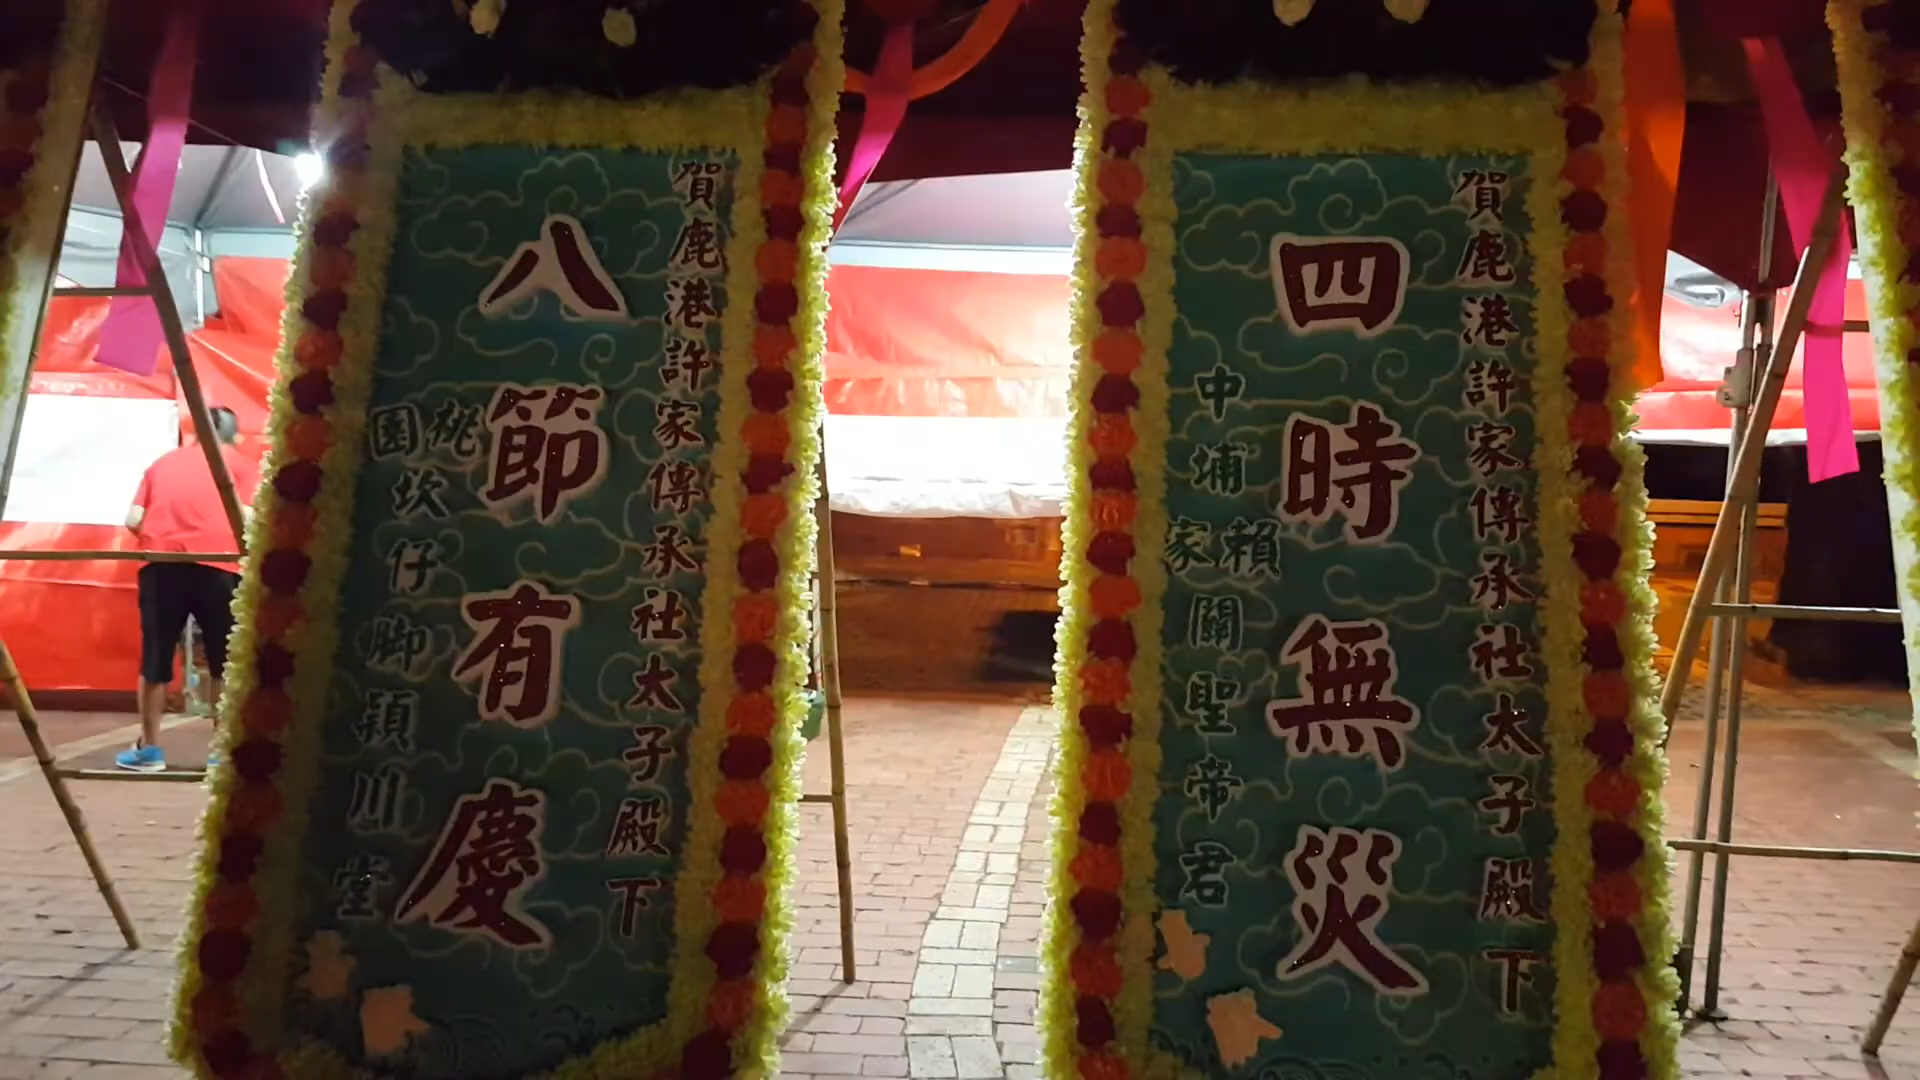 賀鹿港許家傳承社太子殿下
四時無災
中埔賴家關聖帝君
賀鹿港許家傳承社太子殿下
八節有慶
桃園坎仔脚穎川堂